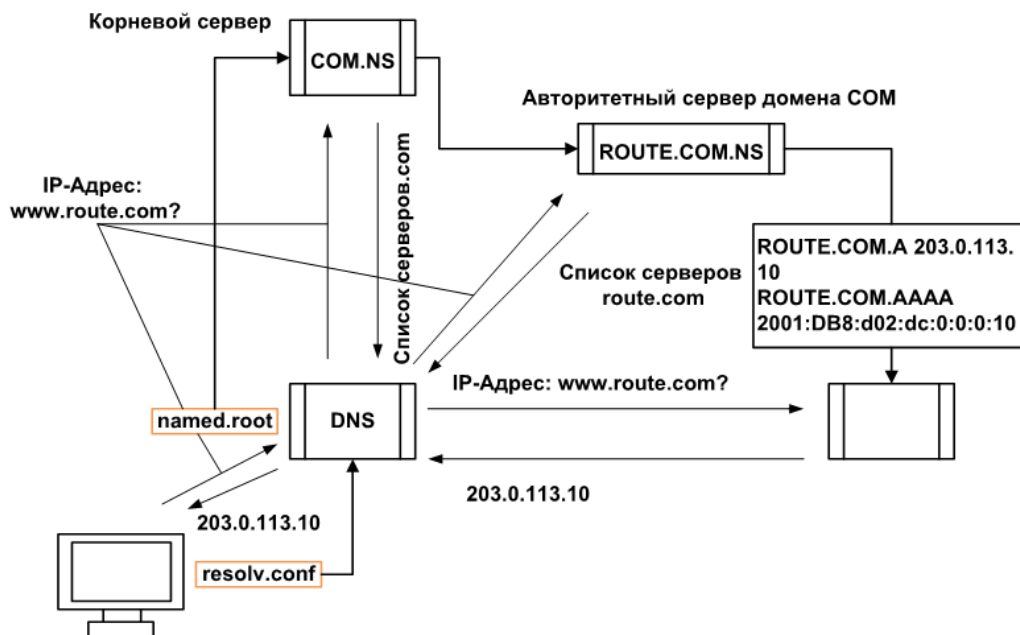 Корневой сервер
COM.NS
Авторитетный сервер домена COM
ROUTE.COM.NS
IP-Адрес:
www.route.com?
Список серверов.com
ROUTE.COM.A 203.0.113.
10
ROUTE.COM.AAAA
2001:DB8:d02:dc:0:0:0:10
Список серверов
route.com
IP-Адрес: www.route.com?
named.root
DNS
203.0.113.10
203.0.113.10
resolv.conf